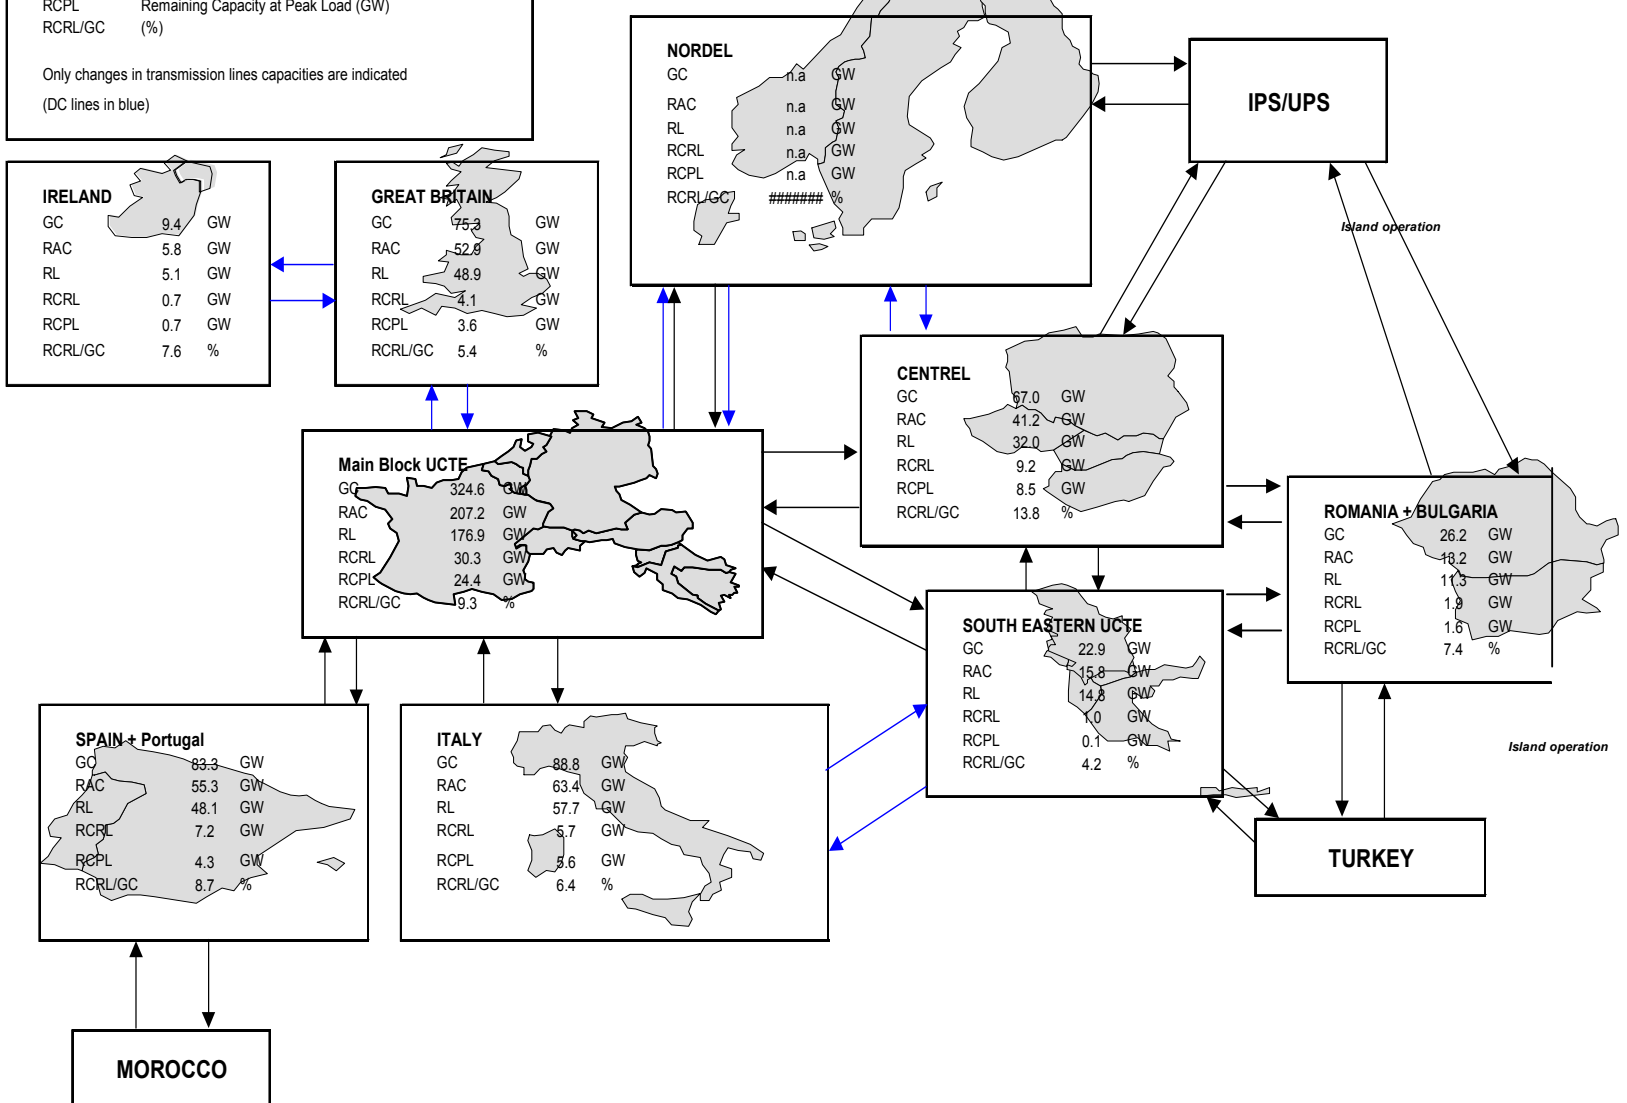 RCPL Remaining Capacity at Peak Load (GW)
RCRL/GC (%)
Only changes in transmission lines capacities are indicated
(DC lines in blue)
NORDEL
GC n.a GW
RAC n.a GW
RL n.a GW
RCRL n.a GW
RCPL n.a GW
RCRL/GC ####### %
IPS/UPS
IRELAND
GC 9.4 GW
RAC 5.8 GW
RL 5.1 GW
RCRL 0.7 GW
RCPL 0.7 GW
RCRL/GC 7.6 %
GREAT BRITAIN
GC 75.3 GW
RAC 52.9 GW
RL 48.9 GW
RCRL 4.1 GW
RCPL 3.6 GW
RCRL/GC 5.4 %
Island operation
CENTREL
GC 67.0 GW
RAC 41.2 GW
RL 32.0 GW
RCRL 9.2 GW
RCPL 8.5 GW
RCRL/GC 13.8 %
Main Block UCTE
GC 324.6 GW
RAC 207.2 GW
RL 176.9 GW
RCRL 30.3 GW
RCPL 24.4 GW
RCRL/GC 9.3 %
ROMANIA + BULGARIA
GC 26.2 GW
RAC 13.2 GW
RL 11.3 GW
RCRL 1.9 GW
RCPL 1.6 GW
RCRL/GC 7.4 %
SOUTH EASTERN UCTE
GC 22.9 GW
RAC 15.8 GW
RL 14.8 GW
RCRL 1.0 GW
RCPL 0.1 GW
RCRL/GC 4.2 %
SPAIN + Portugal
GC 83.3 GW
RAC 55.3 GW
RL 48.1 GW
RCRL 7.2 GW
RCPL 4.3 GW
RCRL/GC 8.7 %
ITALY
GC 88.8 GW
RAC 63.4 GW
RL 57.7 GW
RCRL 5.7 GW
RCPL 5.6 GW
RCRL/GC 6.4 %
Island operation
TURKEY
MOROCCO